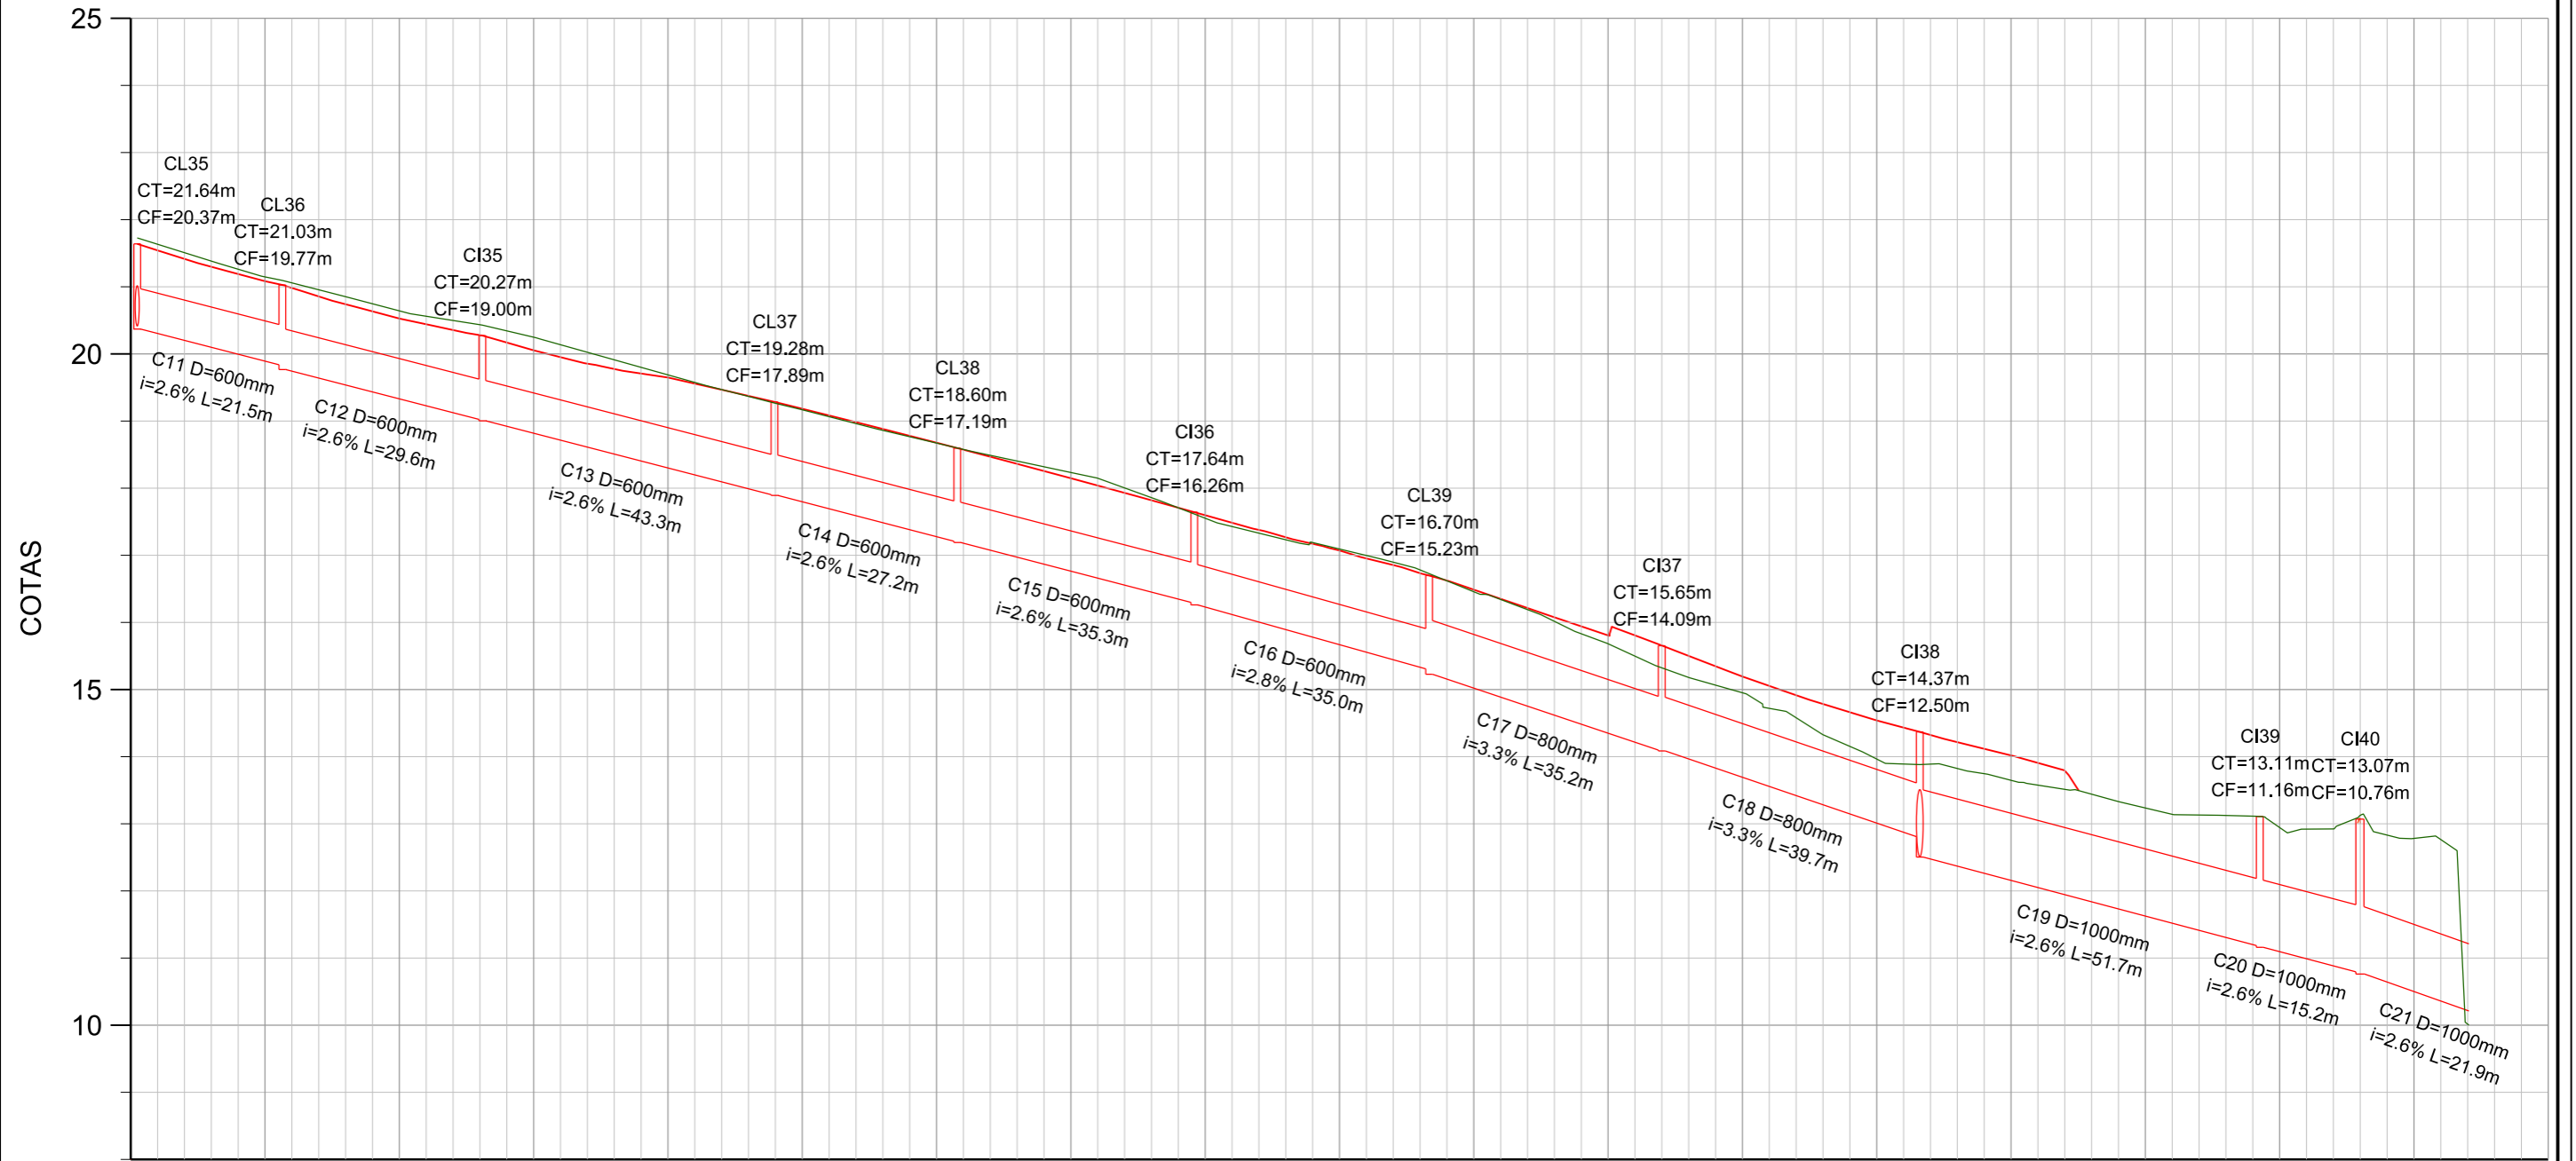 25
20
15
10
COTAS
CL35
CT=21.64m
CF=20.37m
CL36
CT=21.03m
CF=19.77m
CI35
CT=20.27m
CF=19.00m
CL37
CT=19.28m
CF=17.89m
CL38
CT=18.60m
CF=17.19m
CI36
CT=17.64m
CF=16.26m
CL39
CT=16.70m
CF=15.23m
CI37
CT=15.65m
CF=14.09m
CI38
CT=14.37m
CF=12.50m
CI39
CT=13.11m
CF=11.16m
CI40
CT=13.07m
CF=10.76m
C11 D=600mm
i=2.6% L=21.5m
C12 D=600mm
i=2.6% L=29.6m
C13 D=600mm
i=2.6% L=43.3m
C14 D=600mm
i=2.6% L=27.2m
C15 D=600mm
i=2.6% L=35.3m
C16 D=600mm
i=2.8% L=35.0m
C17 D=800mm
i=3.3% L=35.2m
C18 D=800mm
i=3.3% L=39.7m
C19 D=1000mm
i=2.6% L=51.7m
C20 D=1000mm
i=2.6% L=15.2m
C21 D=1000mm
i=2.6% L=21.9m